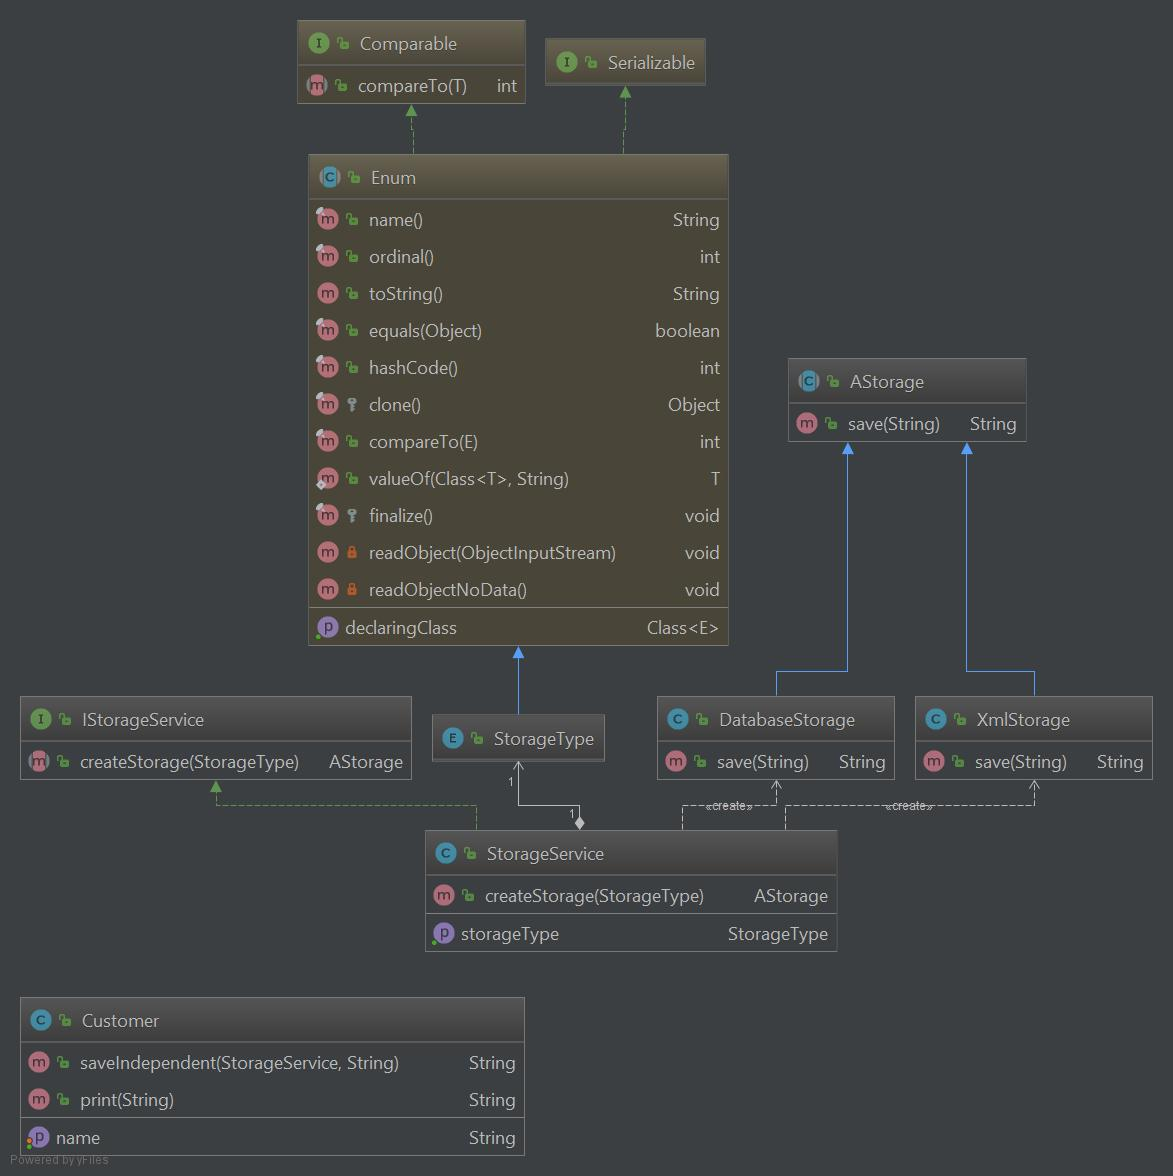 I Comparable
m compareTo(T) int
I Serializable
C Enum
m name() String
m ordinal() int
m toString() String
m equals(Object) boolean
m hashCode() int
m clone() Object
m compareTo(E) int
m valueOf(Class<T>, String) T
m finalize() void
m readObject(ObjectInputStream) void
m readObjectNoData() void
p declaringClass Class<E>
C AStorage
m save(String) String
I IStorageService
m createStorage(StorageType) AStorage
E StorageType
C DatabaseStorage
m save(String) String
C XmlStorage
m save(String) String
1
1
«create»
«create»
C StorageService
m createStorage(StorageType) AStorage
p storageType StorageType
C Customer
m saveIndependent(StorageService, String) String
m print(String) String
p name String
Powered by yFiles